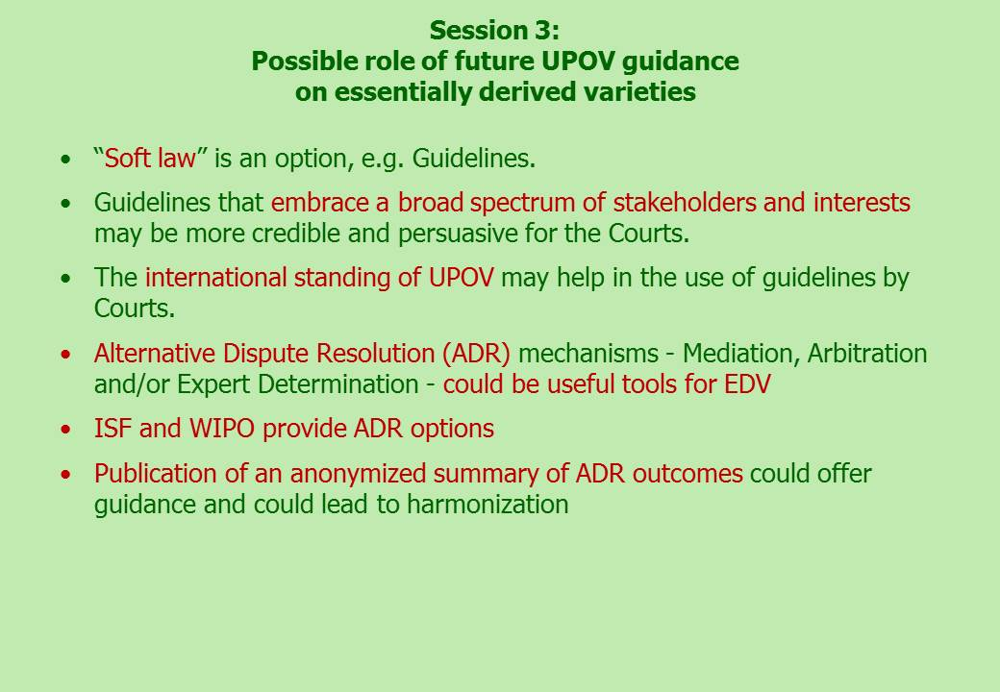 Session 3:
Possible role of future UPOV guidance
on essentially derived varieties
• “Soft law” is an option, e.g. Guidelines.
• Guidelines that embrace a broad spectrum of stakeholders and interests
may be more credible and persuasive for the Courts.
• The international standing of UPOV may help in the use of guidelines by
Courts.
• Alternative Dispute Resolution (ADR) mechanisms - Mediation, Arbitration
and/or Expert Determination - could be useful tools for EDV
• ISF and WIPO provide ADR options
• Publication of an anonymized summary of ADR outcomes could offer
guidance and could lead to harmonization